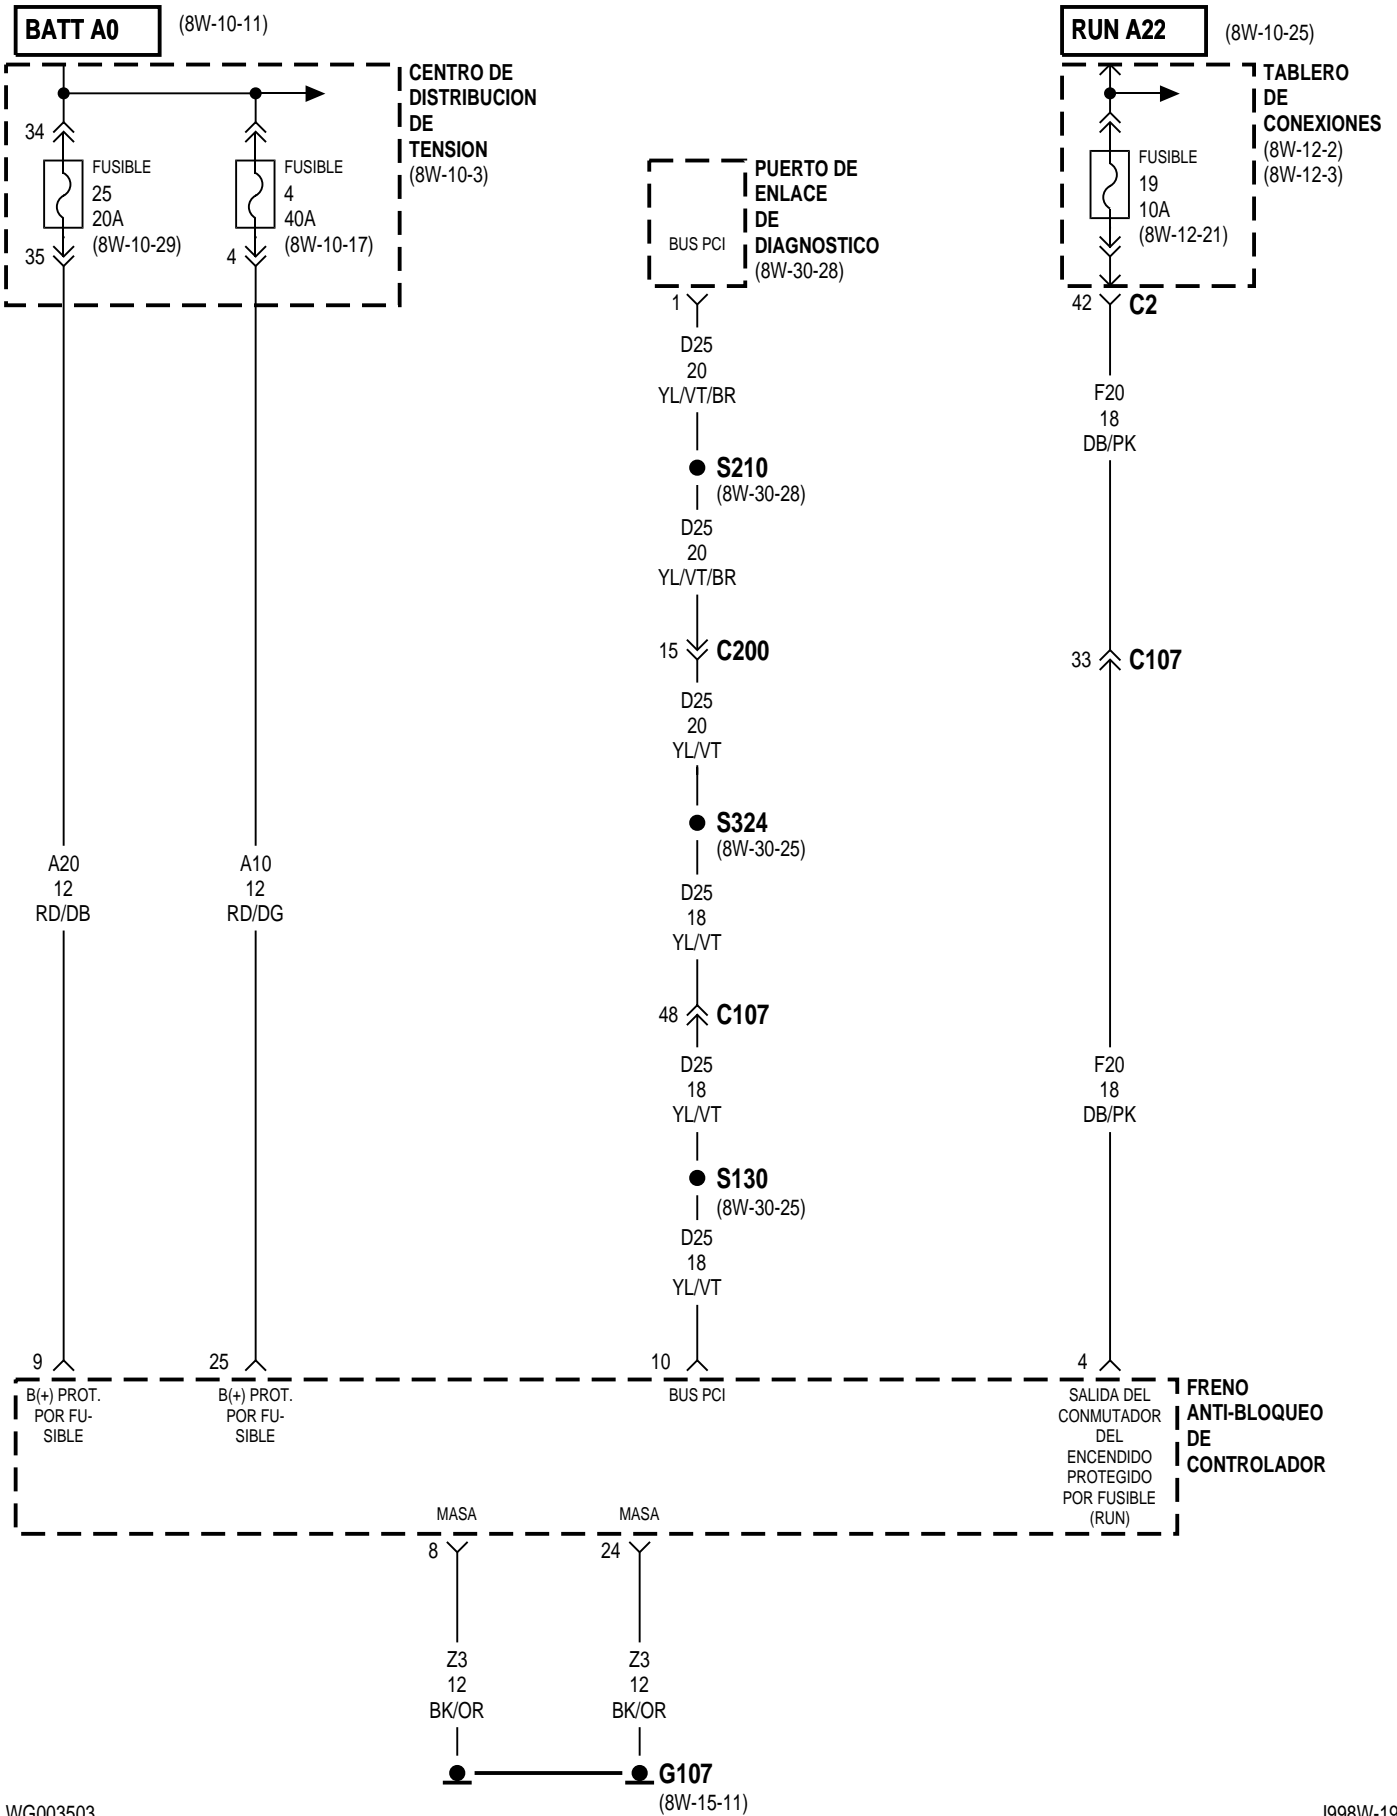 BATT A0
(8W-10-11)
RUN A22
(8W-10-25)
CENTRO DE
DISTRIBUCION
DE
TENSION
(8W-10-3)
34
FUSIBLE
25
20A
(8W-10-29)
35
FUSIBLE
4
40A
(8W-10-17)
4
BUS PCI
PUERTO DE
ENLACE
DE
DIAGNOSTICO
(8W-30-28)
TABLERO
DE
CONEXIONES
(8W-12-2)
(8W-12-3)
FUSIBLE
19
10A
(8W-12-21)
1
42
C2
D25
20
YL/VT/BR
F20
18
DB/PK
S210
(8W-30-28)
D25
20
YL/VT/BR
15
C200
33
C107
D25
20
YL/VT
S324
(8W-30-25)
A20
12
RD/DB
A10
12
RD/DG
D25
18
YL/VT
48
C107
D25
18
YL/VT
F20
18
DB/PK
S130
(8W-30-25)
D25
18
YL/VT
9
25
10
4
B(+) PROT.
POR FU-
SIBLE
B(+) PROT.
POR FU-
SIBLE
BUS PCI
SALIDA DEL
CONMUTADOR
DEL
ENCENDIDO
PROTEGIDO
POR FUSIBLE
(RUN)
FRENO
ANTI-BLOQUEO
DE
CONTROLADOR
MASA
MASA
8
24
Z3
12
BK/OR
Z3
12
BK/OR
G107
(8W-15-11)
WG003503
J998W-19